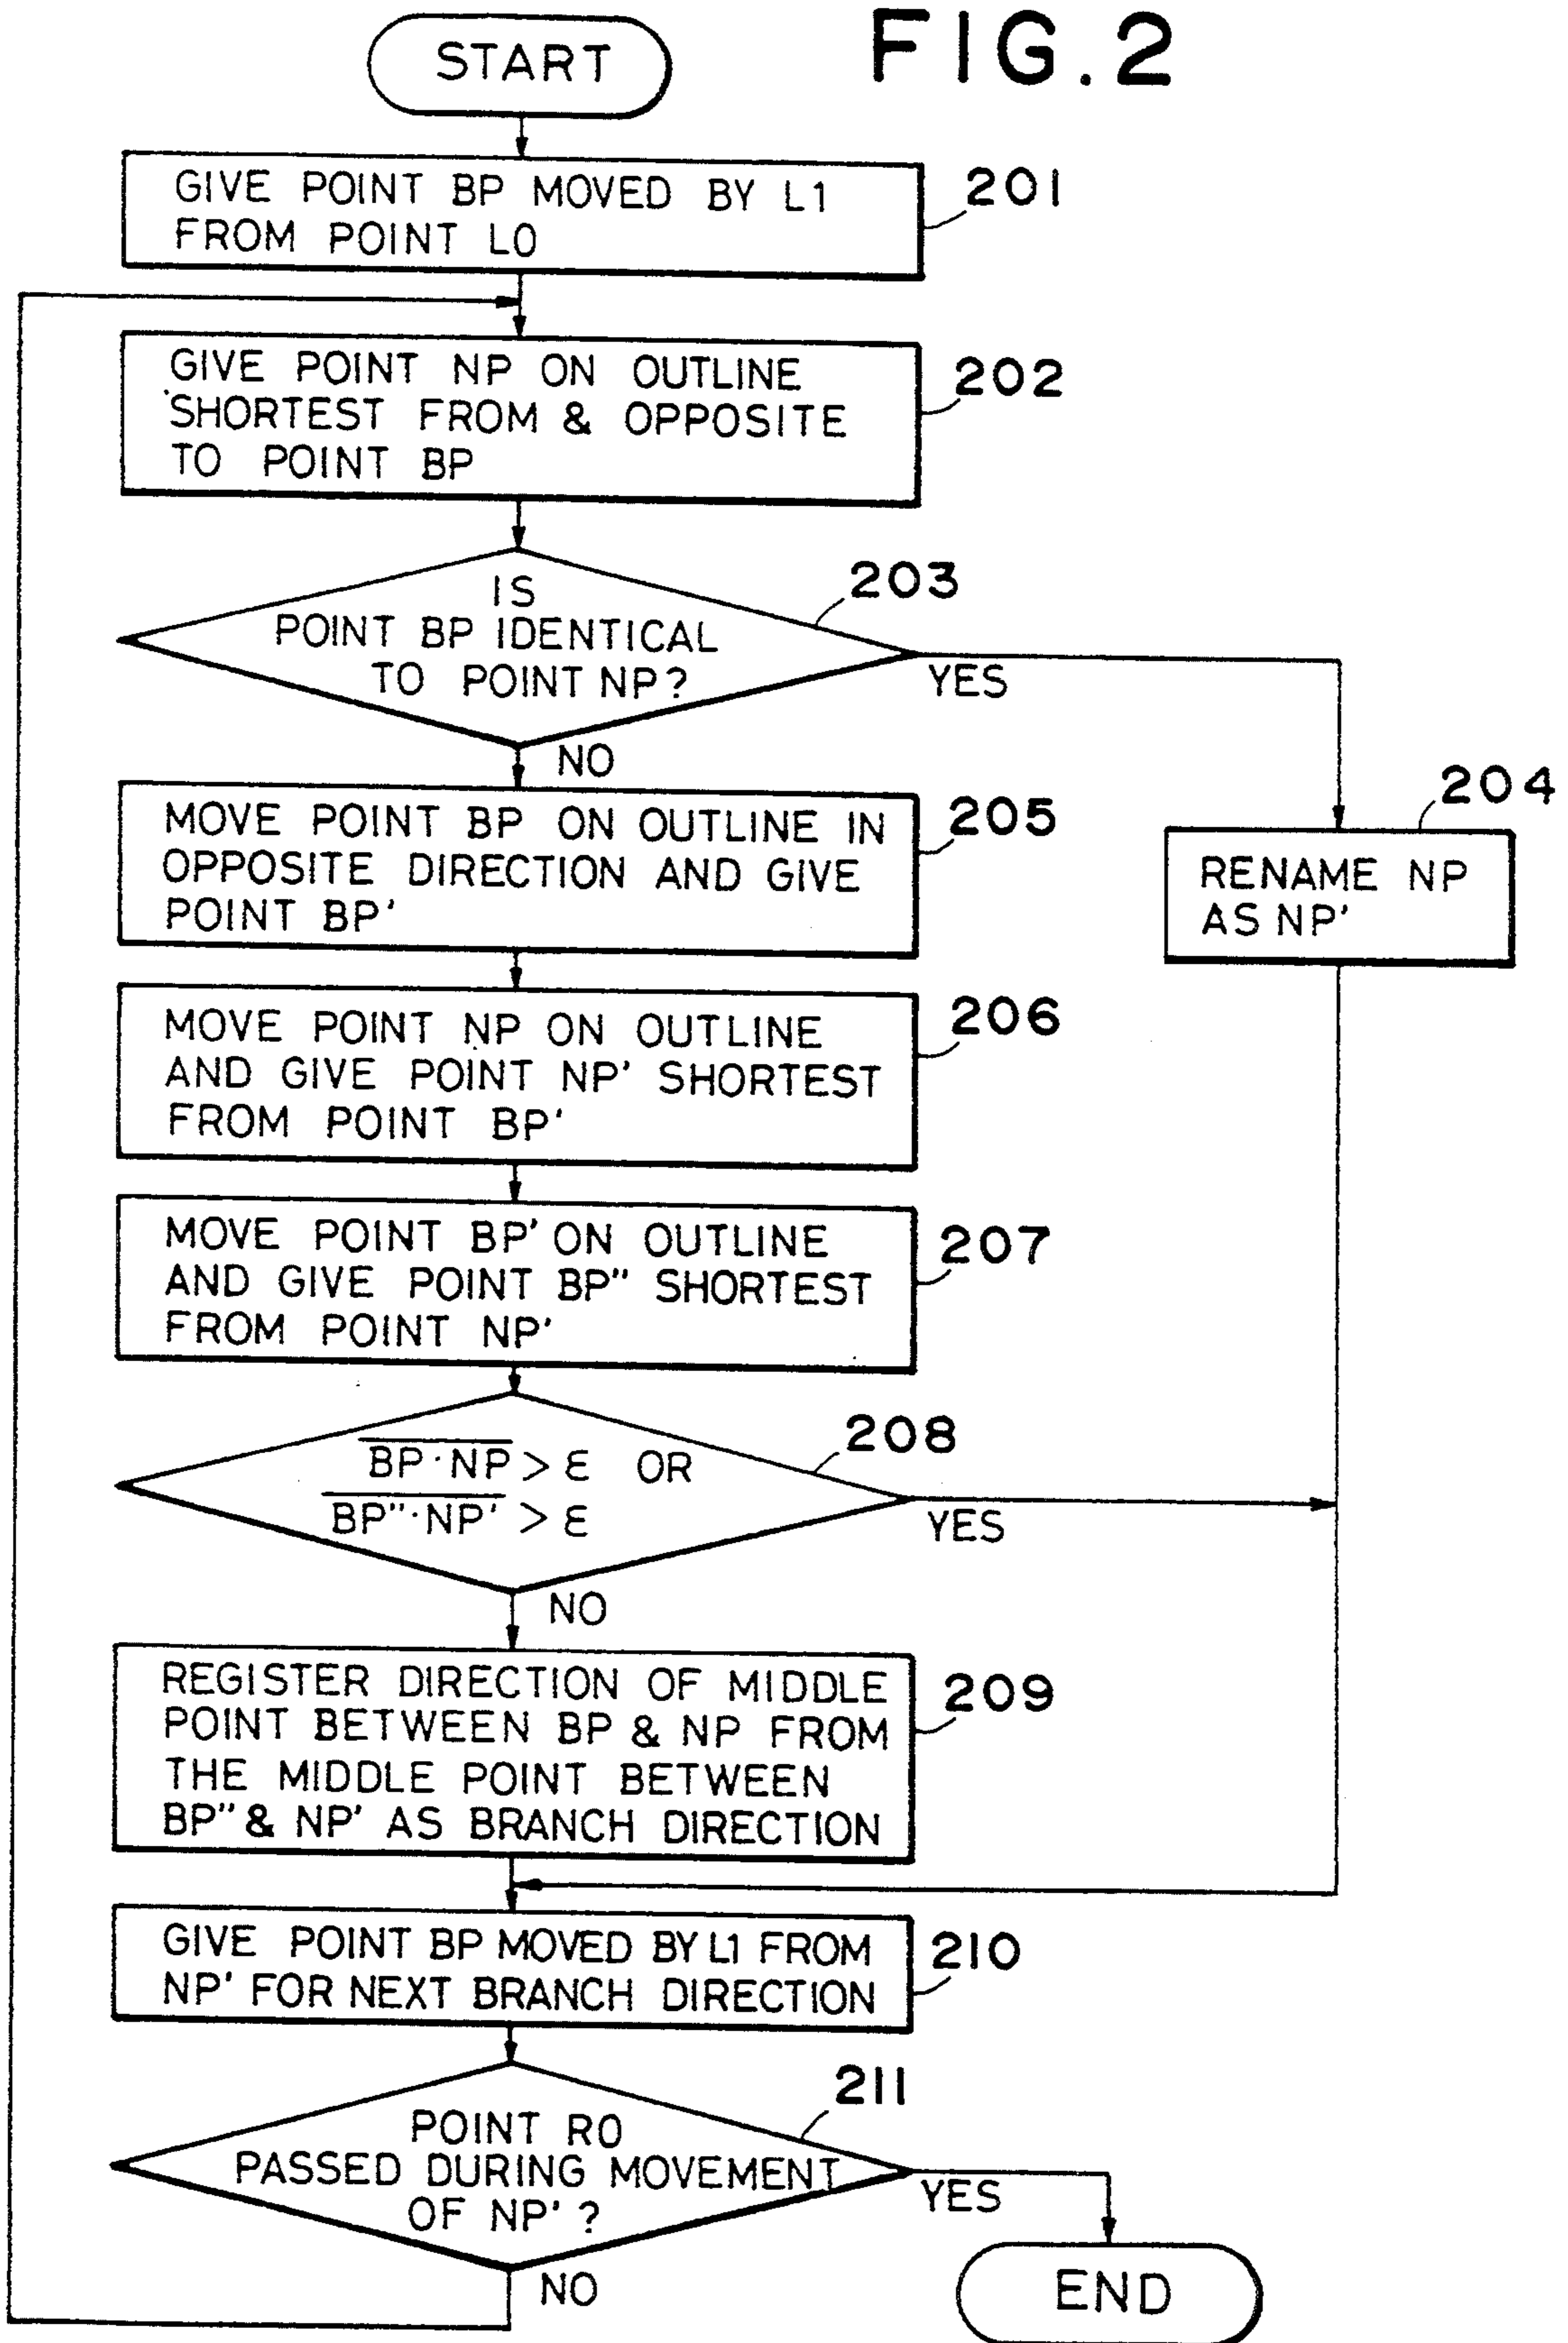 FIG.2
START
GIVE POINT BP MOVED BY L1
FROM POINT L0
201
GIVE POINT NP ON OUTLINE
SHORTEST FROM & OPPOSITE
TO POINT BP
202
IS
POINT BP IDENTICAL
TO POINT NP?
203
YES
NO
204
RENAME NP
AS NP'
MOVE POINT BP ON OUTLINE IN
OPPOSITE DIRECTION AND GIVE
POINT BP'
205
MOVE POINT NP ON OUTLINE
AND GIVE POINT NP' SHORTEST
FROM POINT BP'
206
MOVE POINT BP' ON OUTLINE
AND GIVE POINT BP" SHORTEST
FROM POINT NP'
207
BP·NP > ε OR
BP"·NP' > ε
208
YES
NO
REGISTER DIRECTION OF MIDDLE
POINT BETWEEN BP & NP FROM
THE MIDDLE POINT BETWEEN
BP" & NP' AS BRANCH DIRECTION
209
GIVE POINT BP MOVED BY L1 FROM
NP' FOR NEXT BRANCH DIRECTION
210
POINT R0
PASSED DURING MOVEMENT
OF NP'?
211
YES
NO
END